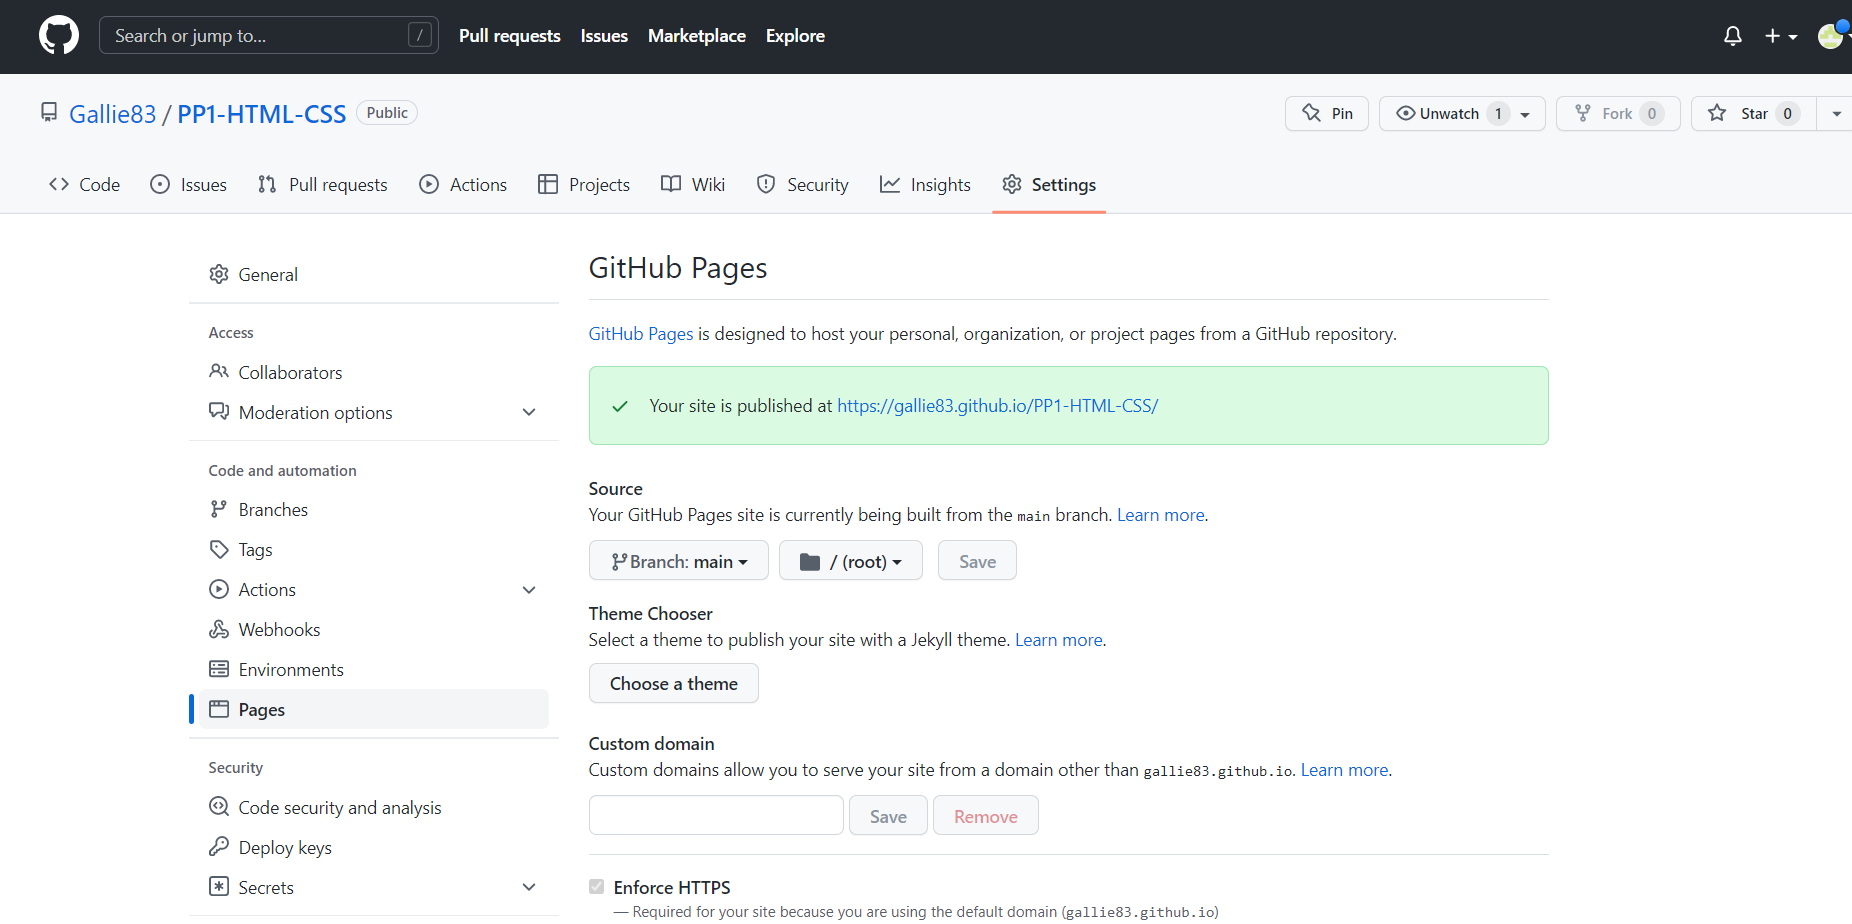 Search or jump to... /
Pull requests Issues Marketplace Explore
Gallie83 / PP1-HTML-CSS Public
Pin Unwatch 1 Fork 0 Star 0
Code Issues Pull requests Actions Projects Wiki Security Insights Settings
General
Access
Collaborators
Moderation options
Code and automation
Branches
Tags
Actions
Webhooks
Environments
Pages
Security
Code security and analysis
Deploy keys
Secrets
GitHub Pages
GitHub Pages is designed to host your personal, organization, or project pages from a GitHub repository.
Your site is published at https://gallie83.github.io/PP1-HTML-CSS/
Source
Your GitHub Pages site is currently being built from the main branch. Learn more.
Branch: main / (root) Save
Theme Chooser
Select a theme to publish your site with a Jekyll theme. Learn more.
Choose a theme
Custom domain
Custom domains allow you to serve your site from a domain other than gallie83.github.io. Learn more.
Save Remove
Enforce HTTPS
— Required for your site because you are using the default domain (gallie83.github.io)